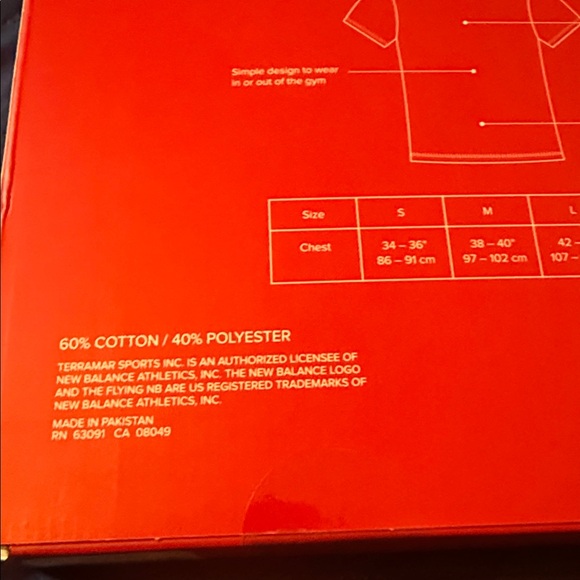 Simple design to wear
in or out of the gym
Size S M L
Chest 34 – 36" 38 – 40" 42 –
86 – 91 cm 97 – 102 cm 107 –
60% COTTON / 40% POLYESTER
TERRAMAR SPORTS INC. IS AN AUTHORIZED LICENSEE OF
NEW BALANCE ATHLETICS, INC. THE NEW BALANCE LOGO
AND THE FLYING NB ARE US REGISTERED TRADEMARKS OF
NEW BALANCE ATHLETICS, INC.
MADE IN PAKISTAN
RN 63091 CA 08049